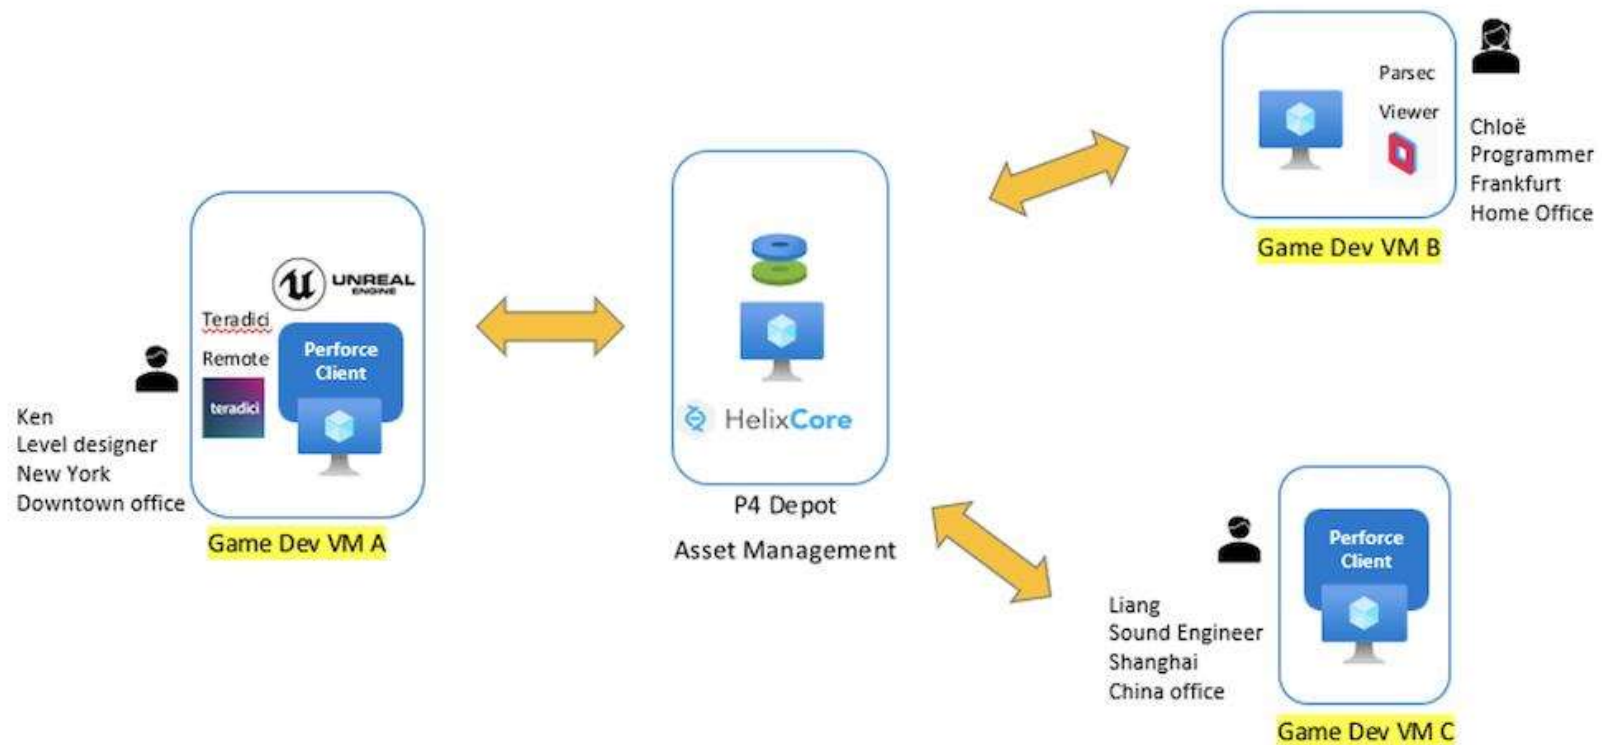 UNREAL
ENGINE
Teradici
Remote
teradici
Perforce
Client
Ken
Level designer
New York
Downtown office
Game Dev VM A
HelixCore
P4 Depot
Asset Management
Parsec
Viewer
Chloë
Programmer
Frankfurt
Home Office
Game Dev VM B
Perforce
Client
Liang
Sound Engineer
Shanghai
China office
Game Dev VM C